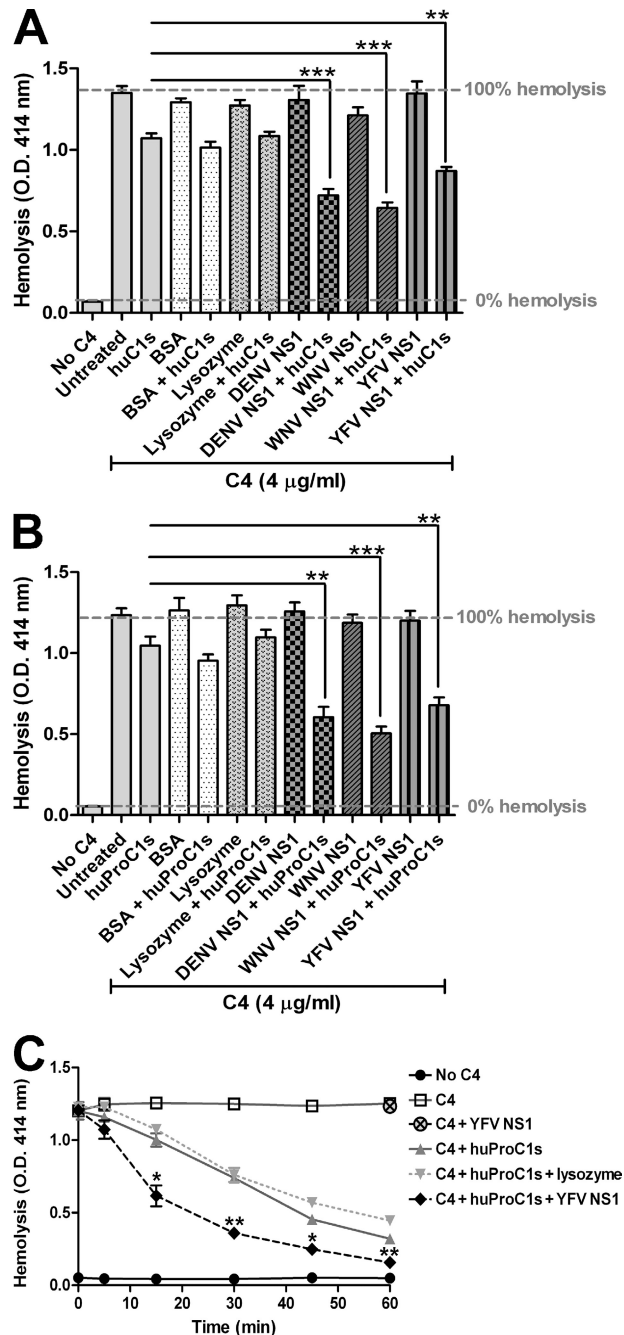 A
**
***
***
1.5
100% hemolysis
1.0
0.5
0.0
0% hemolysis
Hemolysis (O.D. 414 nm)
No C4
Untreated
huC1s
BSA
BSA + huC1s
Lysozyme
Lysozyme + huC1s
DENV NS1
DENV NS1 + huC1s
WNV NS1
WNV NS1 + huC1s
YFV NS1
YFV NS1 + huC1s
C4 (4 μg/ml)
B
**
***
**
1.5
100% hemolysis
1.0
0.5
0.0
0% hemolysis
Hemolysis (O.D. 414 nm)
No C4
Untreated
huProC1s
BSA
BSA + huProC1s
Lysozyme
Lysozyme + huProC1s
DENV NS1
DENV NS1 + huProC1s
WNV NS1
WNV NS1 + huProC1s
YFV NS1
YFV NS1 + huProC1s
C4 (4 μg/ml)
C
1.5
1.0
0.5
0.0
Hemolysis (O.D. 414 nm)
*
**
*
**
0 10 20 30 40 50 60
Time (min)
No C4
C4
C4 + YFV NS1
C4 + huProC1s
C4 + huProC1s + lysozyme
C4 + huProC1s + YFV NS1